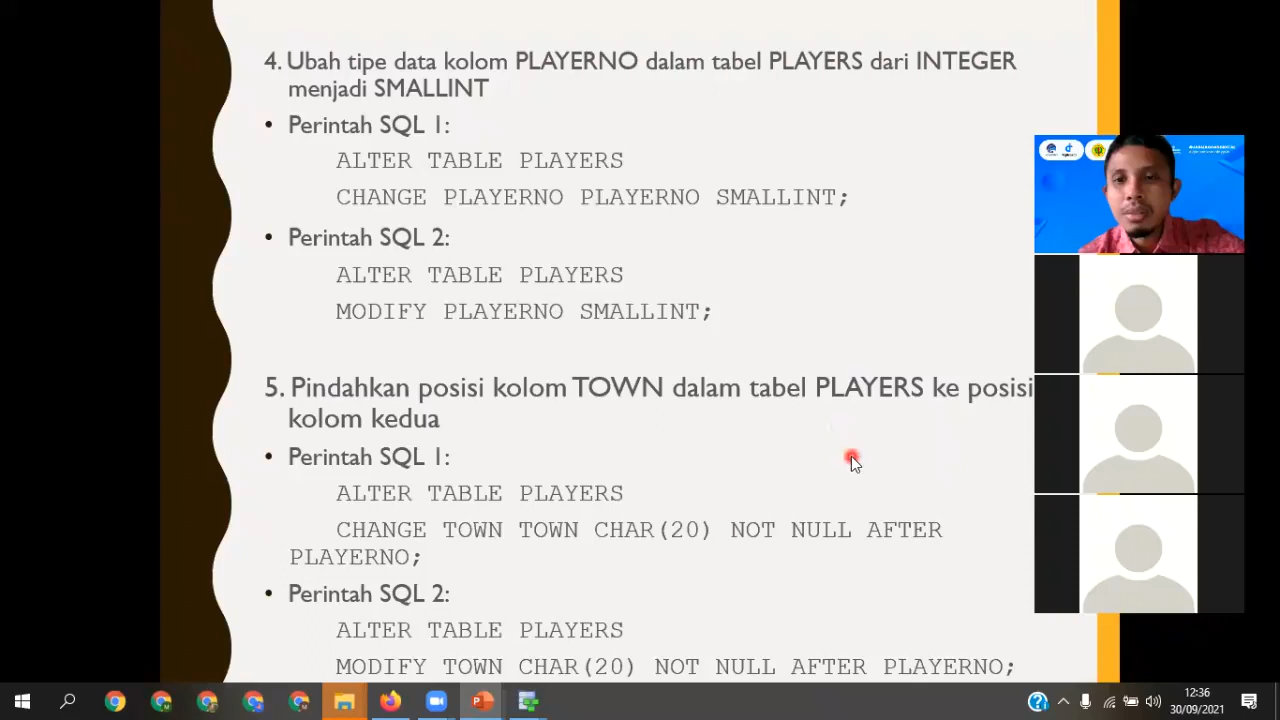 4. Ubah tipe data kolom PLAYERNO dalam tabel PLAYERS dari INTEGER
menjadi SMALLINT
• Perintah SQL 1:
ALTER TABLE PLAYERS
CHANGE PLAYERNO PLAYERNO SMALLINT;
• Perintah SQL 2:
ALTER TABLE PLAYERS
MODIFY PLAYERNO SMALLINT;
5. Pindahkan posisi kolom TOWN dalam tabel PLAYERS ke posisi
kolom kedua
• Perintah SQL 1:
ALTER TABLE PLAYERS
CHANGE TOWN TOWN CHAR(20) NOT NULL AFTER
PLAYERNO;
• Perintah SQL 2:
ALTER TABLE PLAYERS
MODIFY TOWN CHAR(20) NOT NULL AFTER PLAYERNO;
12:36
30/09/2021